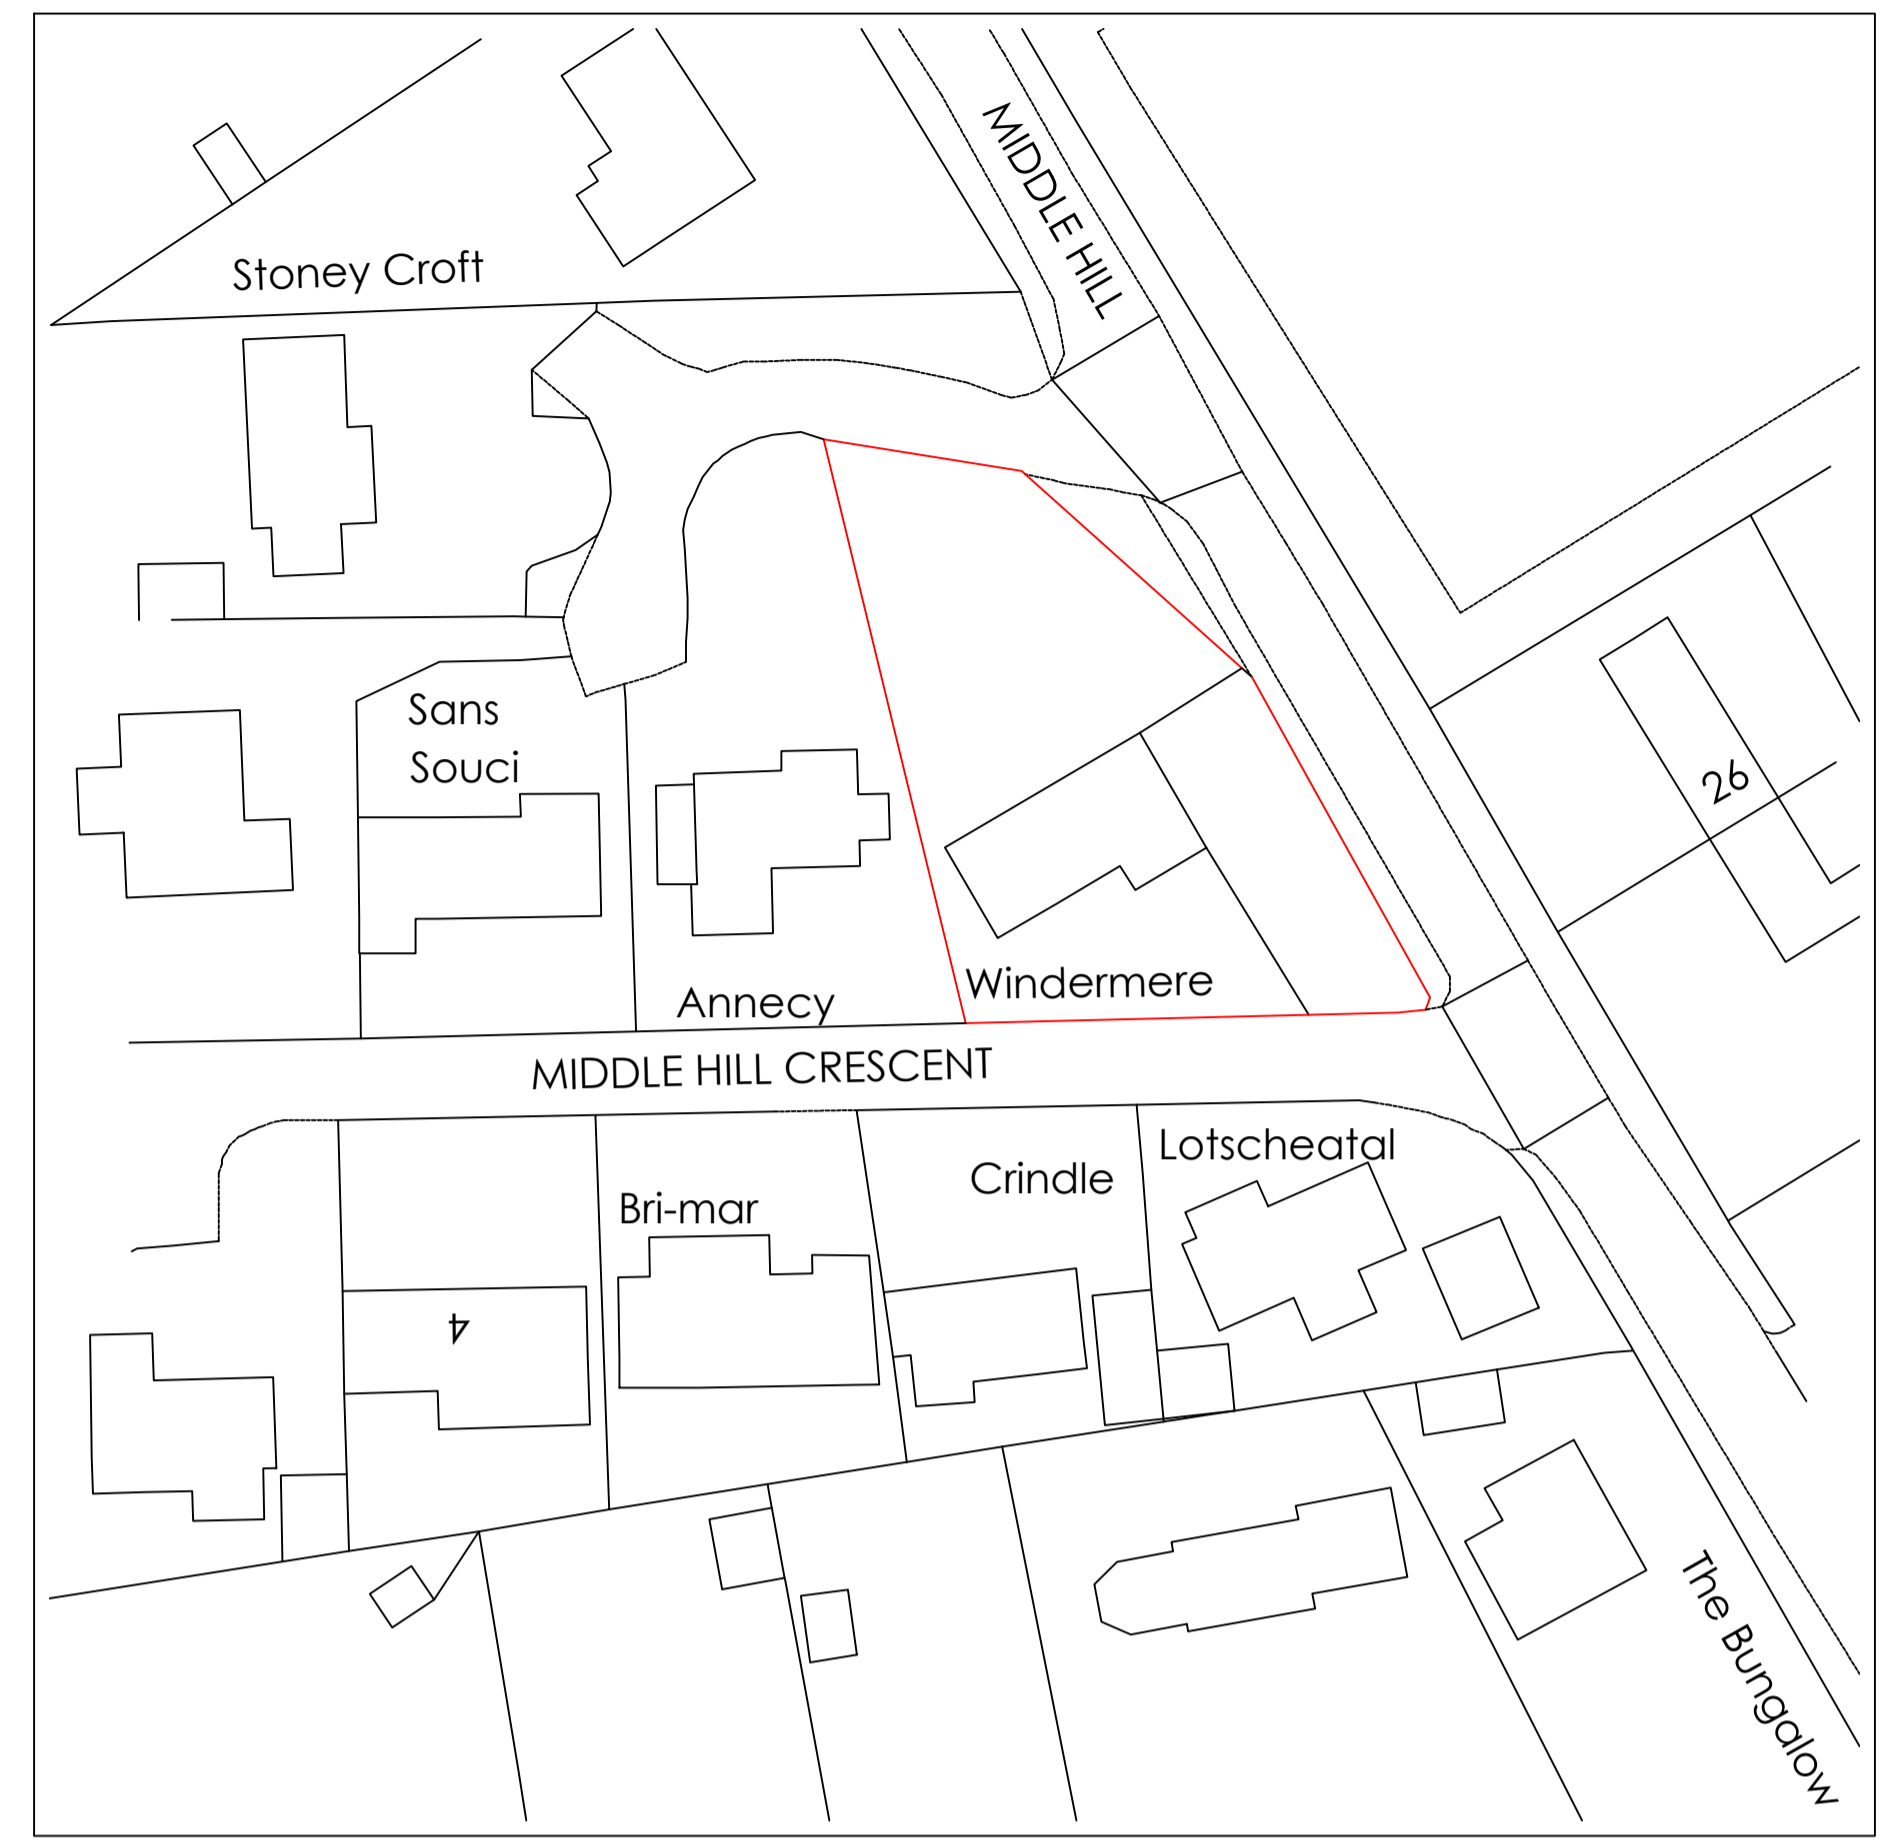 MIDDLE HILL
Stoney Croft
Sans
Souci
26
Windermere
Annecy
MIDDLE HILL CRESCENT
Lotscheatal
Crindle
Bri-mar
4
The Bungalow